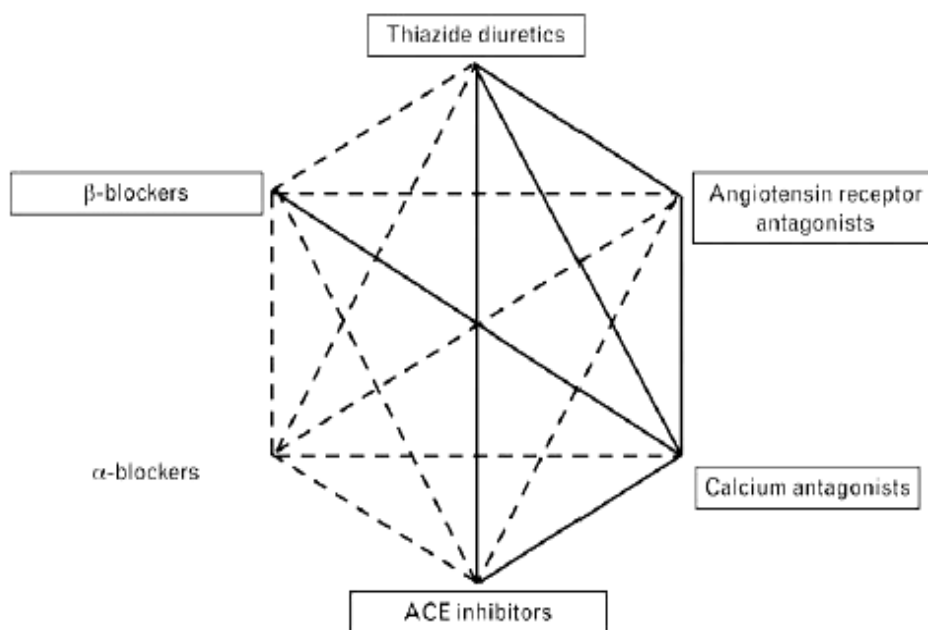 Thiazide diuretics
β-blockers
Angiotensin receptor
antagonists
α-blockers
Calcium antagonists
ACE inhibitors